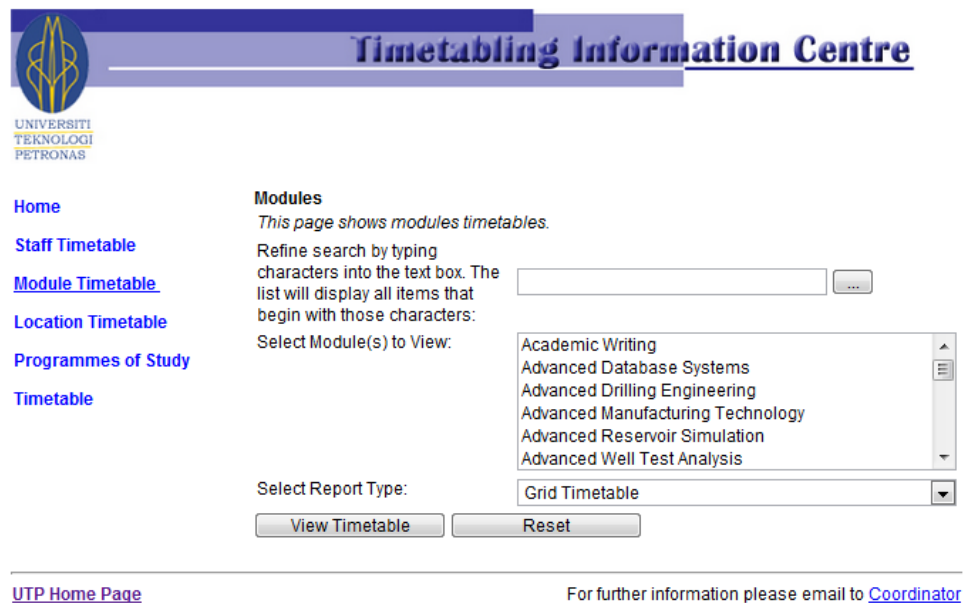 Timetabling Information Centre
UNIVERSITI
TEKNOLOGI
PETRONAS
Home
Staff Timetable
Module Timetable
Location Timetable
Programmes of Study
Timetable
Modules
This page shows modules timetables.
Refine search by typing
characters into the text box. The
list will display all items that
begin with those characters:
...
Select Module(s) to View:
Academic Writing
Advanced Database Systems
Advanced Drilling Engineering
Advanced Manufacturing Technology
Advanced Reservoir Simulation
Advanced Well Test Analysis
Select Report Type:
Grid Timetable
View Timetable
Reset
UTP Home Page
For further information please email to Coordinator